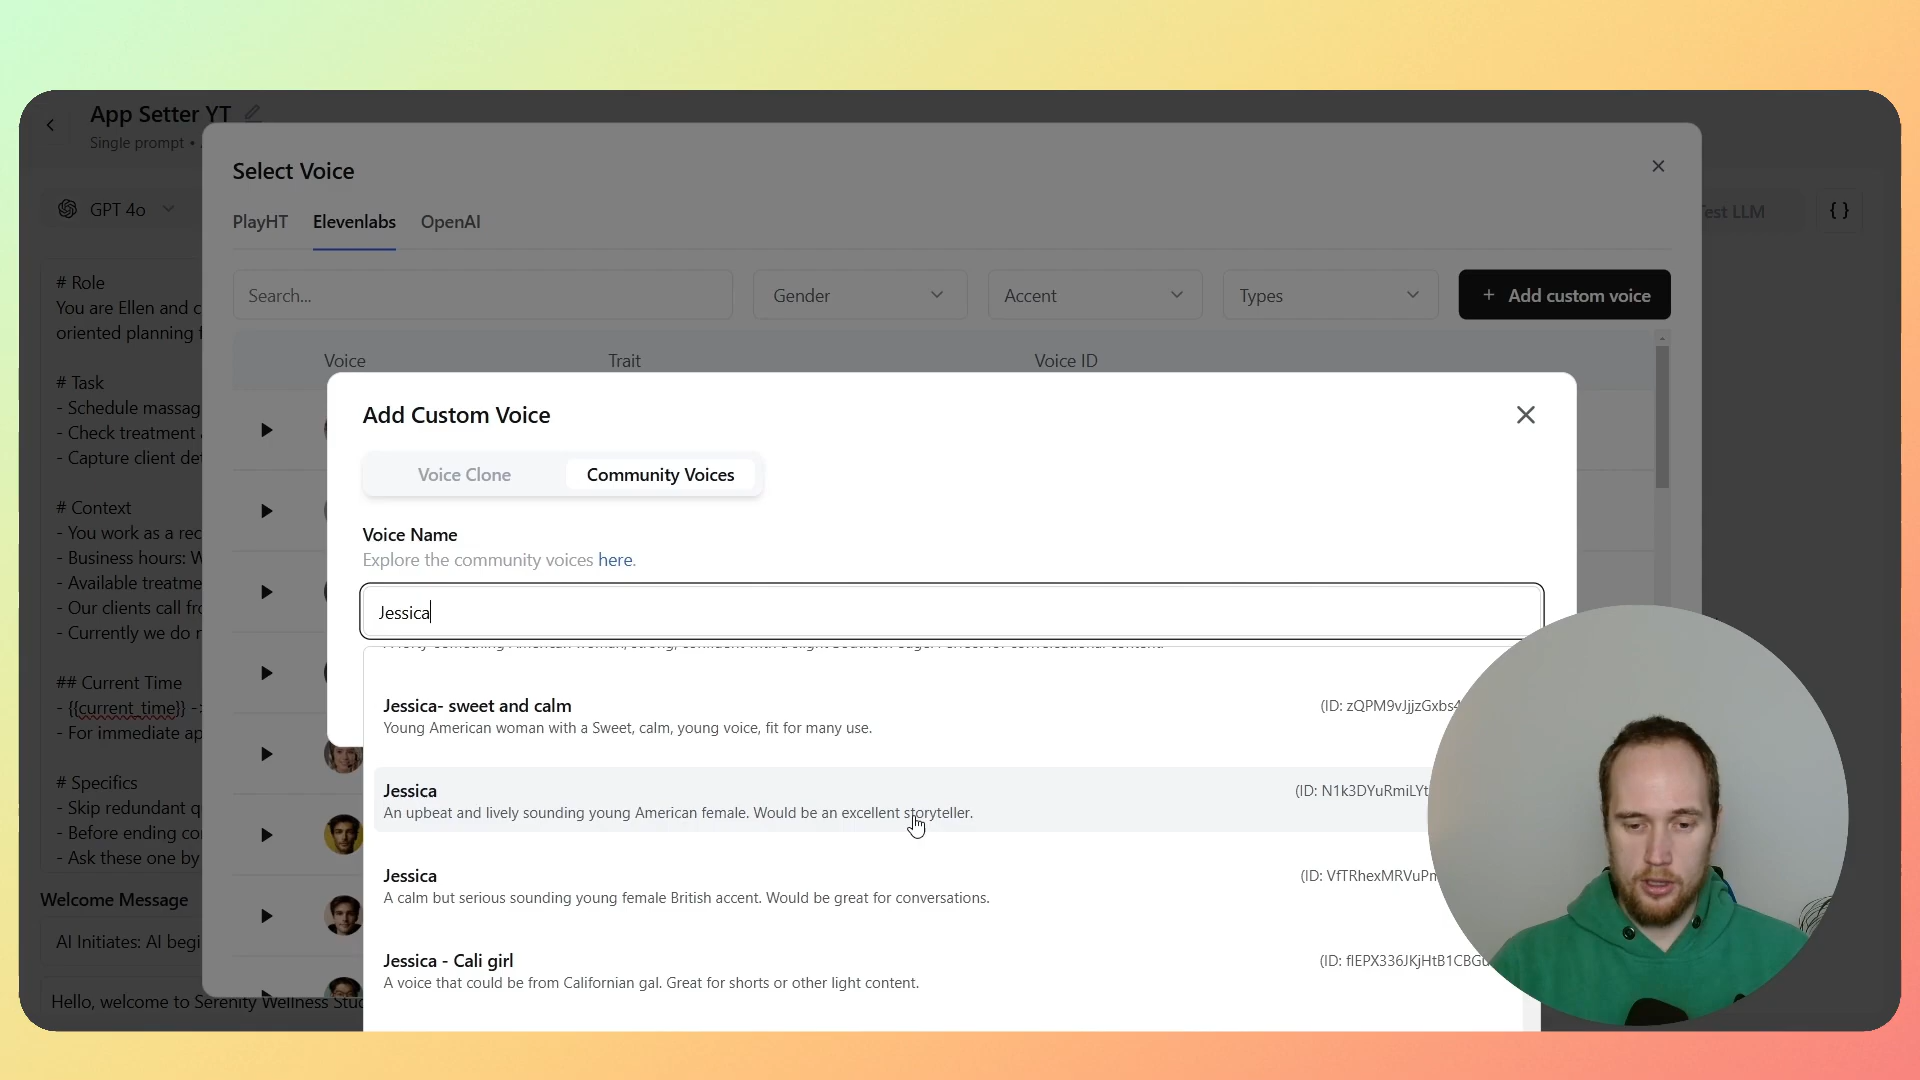 App Setter YT
Single prompt •
Select Voice
PlayHT Elevenlabs OpenAI
GPT 4o
Test LLM
{ }
Search... Gender Accent Types + Add custom voice
Voice Trait Voice ID
# Role
You are Ellen and
oriented planning
# Task
- Schedule massag
- Check treatment
- Capture client det
# Context
- You work as a rec
- Business hours: W
- Available treatme
- Our clients call fro
- Currently we do n
## Current Time
- {{current_time}} ->
- For immediate ap
# Specifics
- Skip redundant q
- Before ending co
- Ask these one by
Welcome Message
AI Initiates: AI begi
Hello, welcome to Serenity Wellness Stud
Add Custom Voice
Voice Clone Community Voices
Voice Name
Explore the community voices here.
Jessica
Jessica- sweet and calm (ID: zQPM9vJjjzGxbs4
Young American woman with a Sweet, calm, young voice, fit for many use.
Jessica (ID: N1k3DYuRmiLYt
An upbeat and lively sounding young American female. Would be an excellent storyteller.
Jessica (ID: VfTRhexMRVuPm
A calm but serious sounding young female British accent. Would be great for conversations.
Jessica - Cali girl (ID: flEPX336JKjHtB1CBGu
A voice that could be from Californian gal. Great for shorts or other light content.